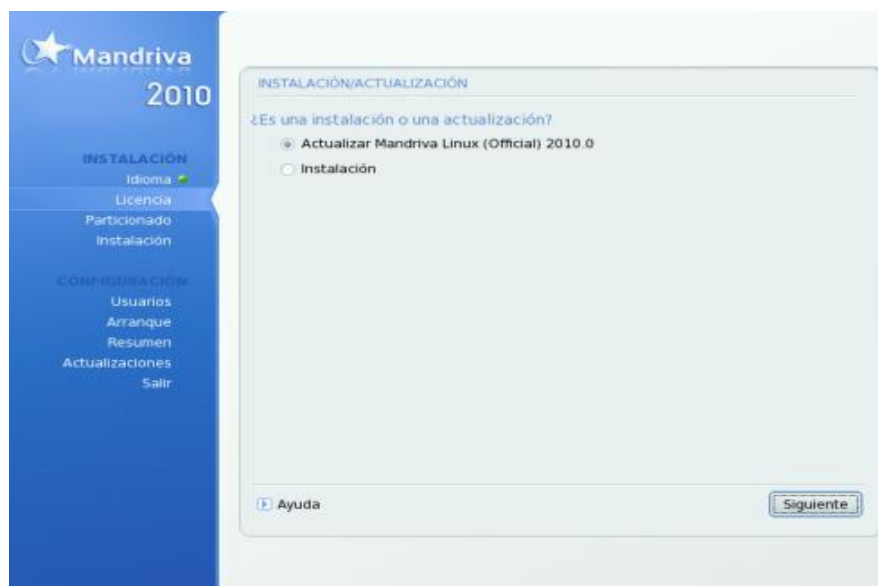 Mandriva
2010
INSTALACIÓN
Idioma
Licencia
Particionado
Instalación
CONFIGURACIÓN
Usuarios
Arranque
Resumen
Actualizaciones
Salir
INSTALACIÓN/ACTUALIZACIÓN
¿Es una instalación o una actualización?
Actualizar Mandriva Linux (Official) 2010.0
Instalación
Ayuda
Siguiente